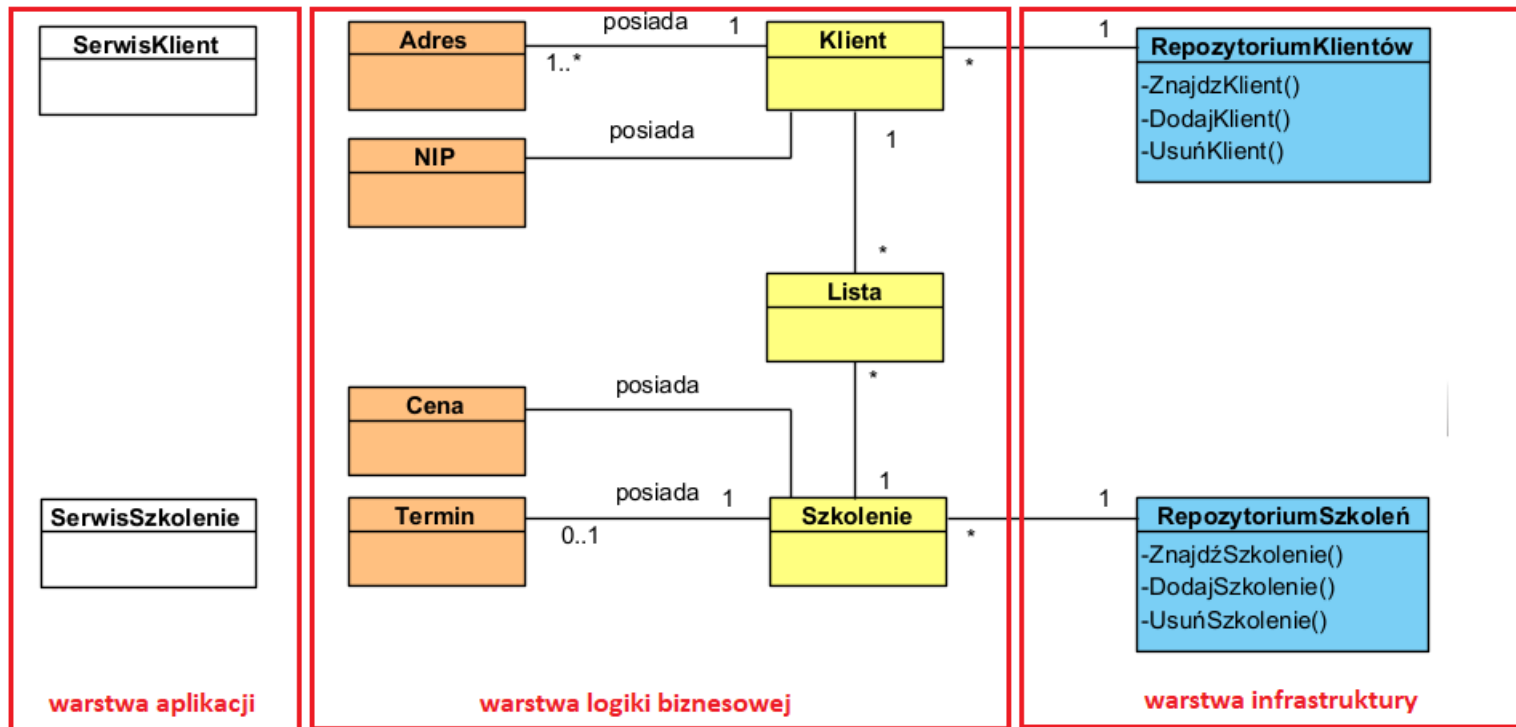 SerwisKlient
SerwisSzkolenie
warstwa aplikacji
Adres
posiada
1
1..*
Klient
NIP
posiada
1
*
Lista
*
Cena
posiada
1
Termin
posiada
1
0..1
Szkolenie
warstwa logiki biznesowej
*
1
RepozytoriumKlientów
-ZnajdzKlient()
-DodajKlient()
-UsuńKlient()
*
1
RepozytoriumSzkoleń
-ZnajdźSzkolenie()
-DodajSzkolenie()
-UsuńSzkolenie()
warstwa infrastruktury